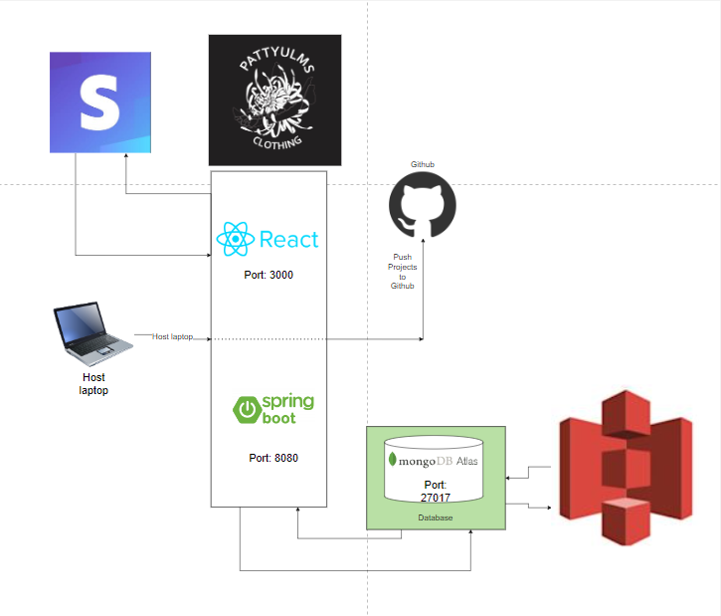 S
PATTYULMS
CLOTHING
Github
React
Port: 3000
Push
Projects
to
Github
Host laptop
Host
laptop
spring
boot
Port: 8080
mongoDB Atlas
Port:
27017
Database